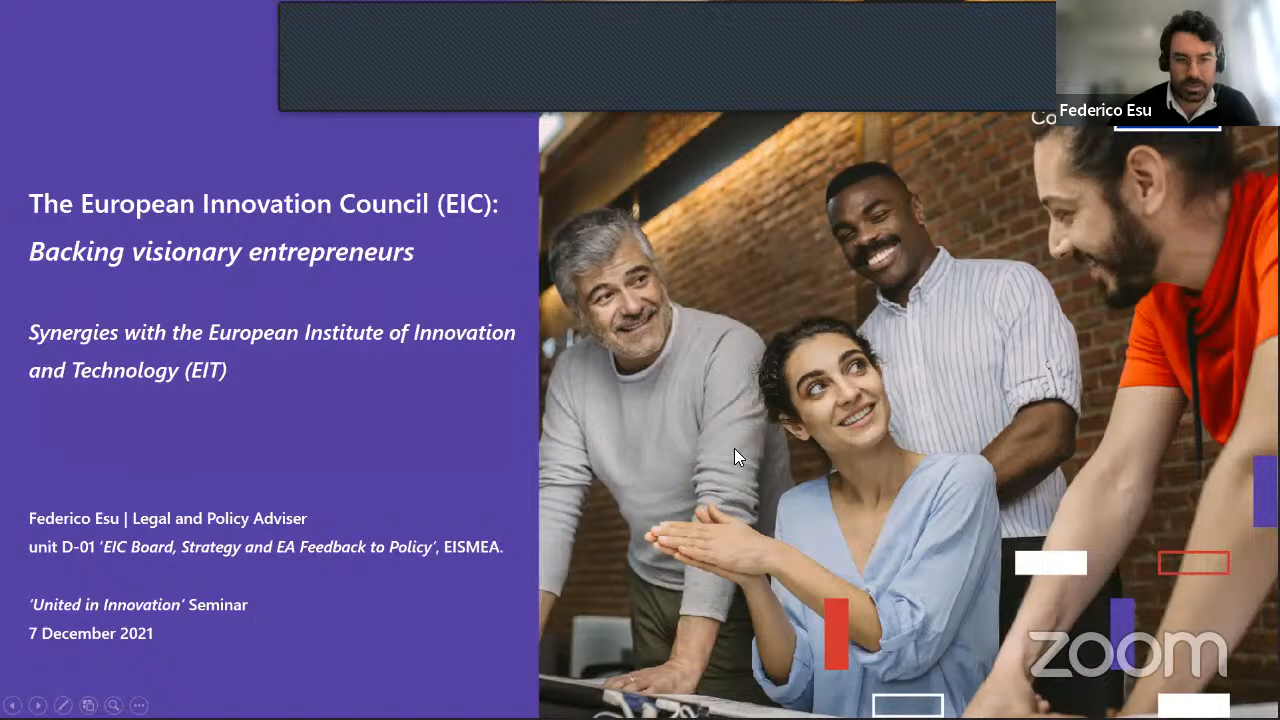 The European Innovation Council (EIC):
Backing visionary entrepreneurs
Synergies with the European Institute of Innovation
and Technology (EIT)
Federico Esu | Legal and Policy Adviser
unit D-01 ‘EIC Board, Strategy and EA Feedback to Policy’, EISMEA.
‘United in Innovation’ Seminar
7 December 2021
Federico Esu
Co
zoom